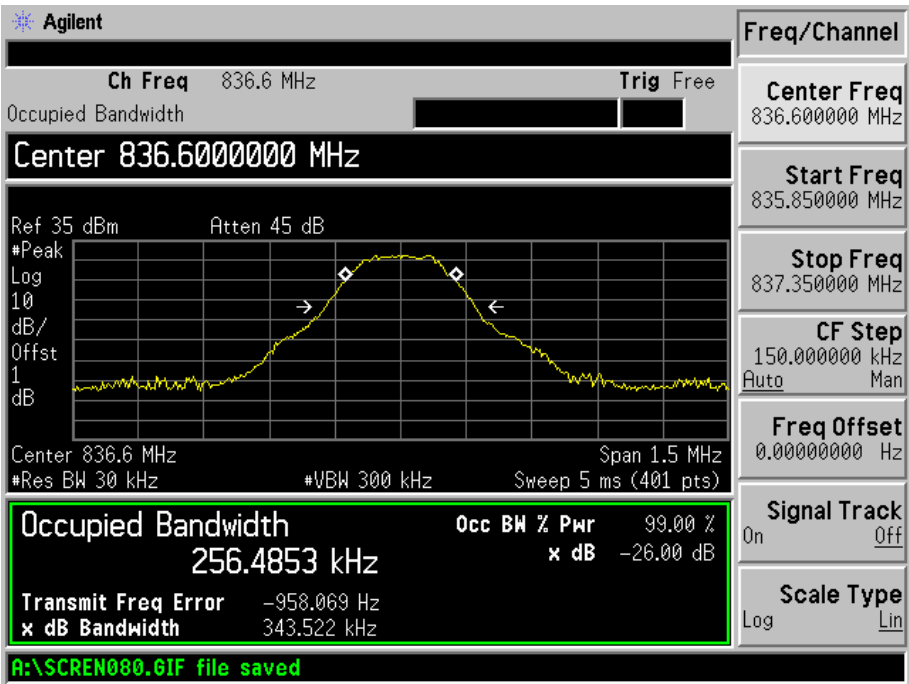 Agilent
Freq/Channel
Ch Freq 836.6 MHz Trig Free
Occupied Bandwidth
Center 836.6000000 MHz
Ref 35 dBm Atten 45 dB
#Peak
Log
10
dB/
Offst
1
dB
Center 836.6 MHz Span 1.5 MHz
#Res BW 30 kHz #VBW 300 kHz Sweep 5 ms (401 pts)
Occupied Bandwidth Occ BW % Pwr 99.00 %
256.4853 kHz x dB -26.00 dB
Transmit Freq Error -958.069 Hz
x dB Bandwidth 343.522 kHz
A:\SCREN080.GIF file saved
Center Freq
836.600000 MHz
Start Freq
835.850000 MHz
Stop Freq
837.350000 MHz
CF Step
150.000000 kHz
Auto Man
Freq Offset
0.00000000 Hz
Signal Track
On Off
Scale Type
Log Lin